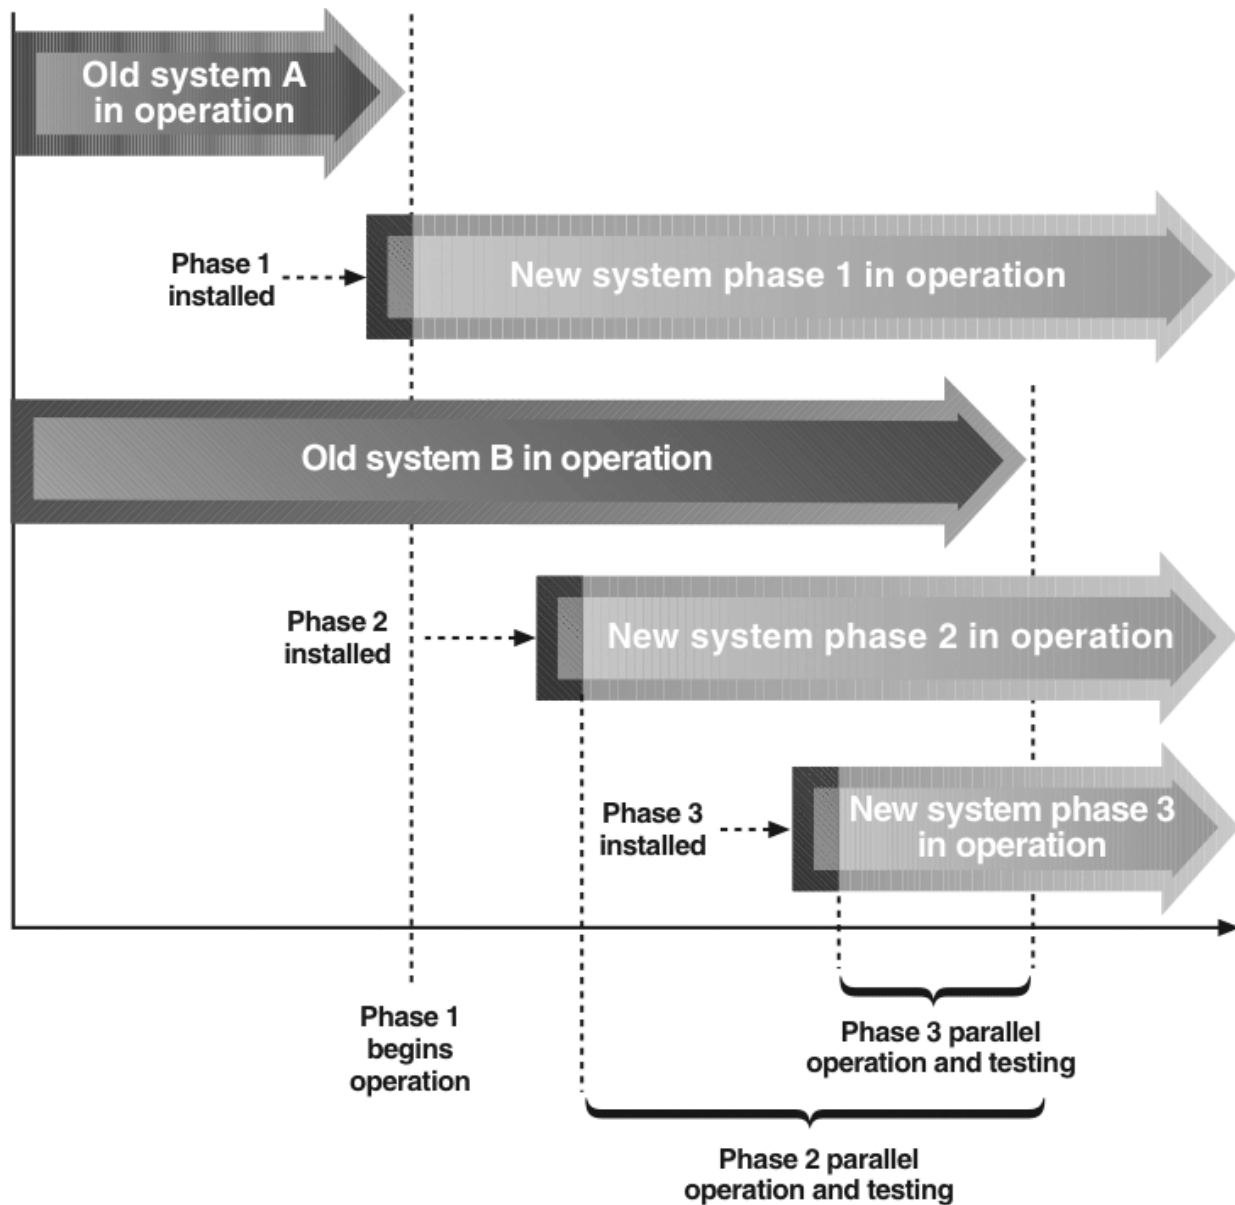 Old system A
in operation
Phase 1
installed
New system phase 1 in operation
Old system B in operation
Phase 2
installed
New system phase 2 in operation
Phase 3
installed
New system phase 3
in operation
Phase 1
begins
operation
Phase 3 parallel
operation and testing
Phase 2 parallel
operation and testing